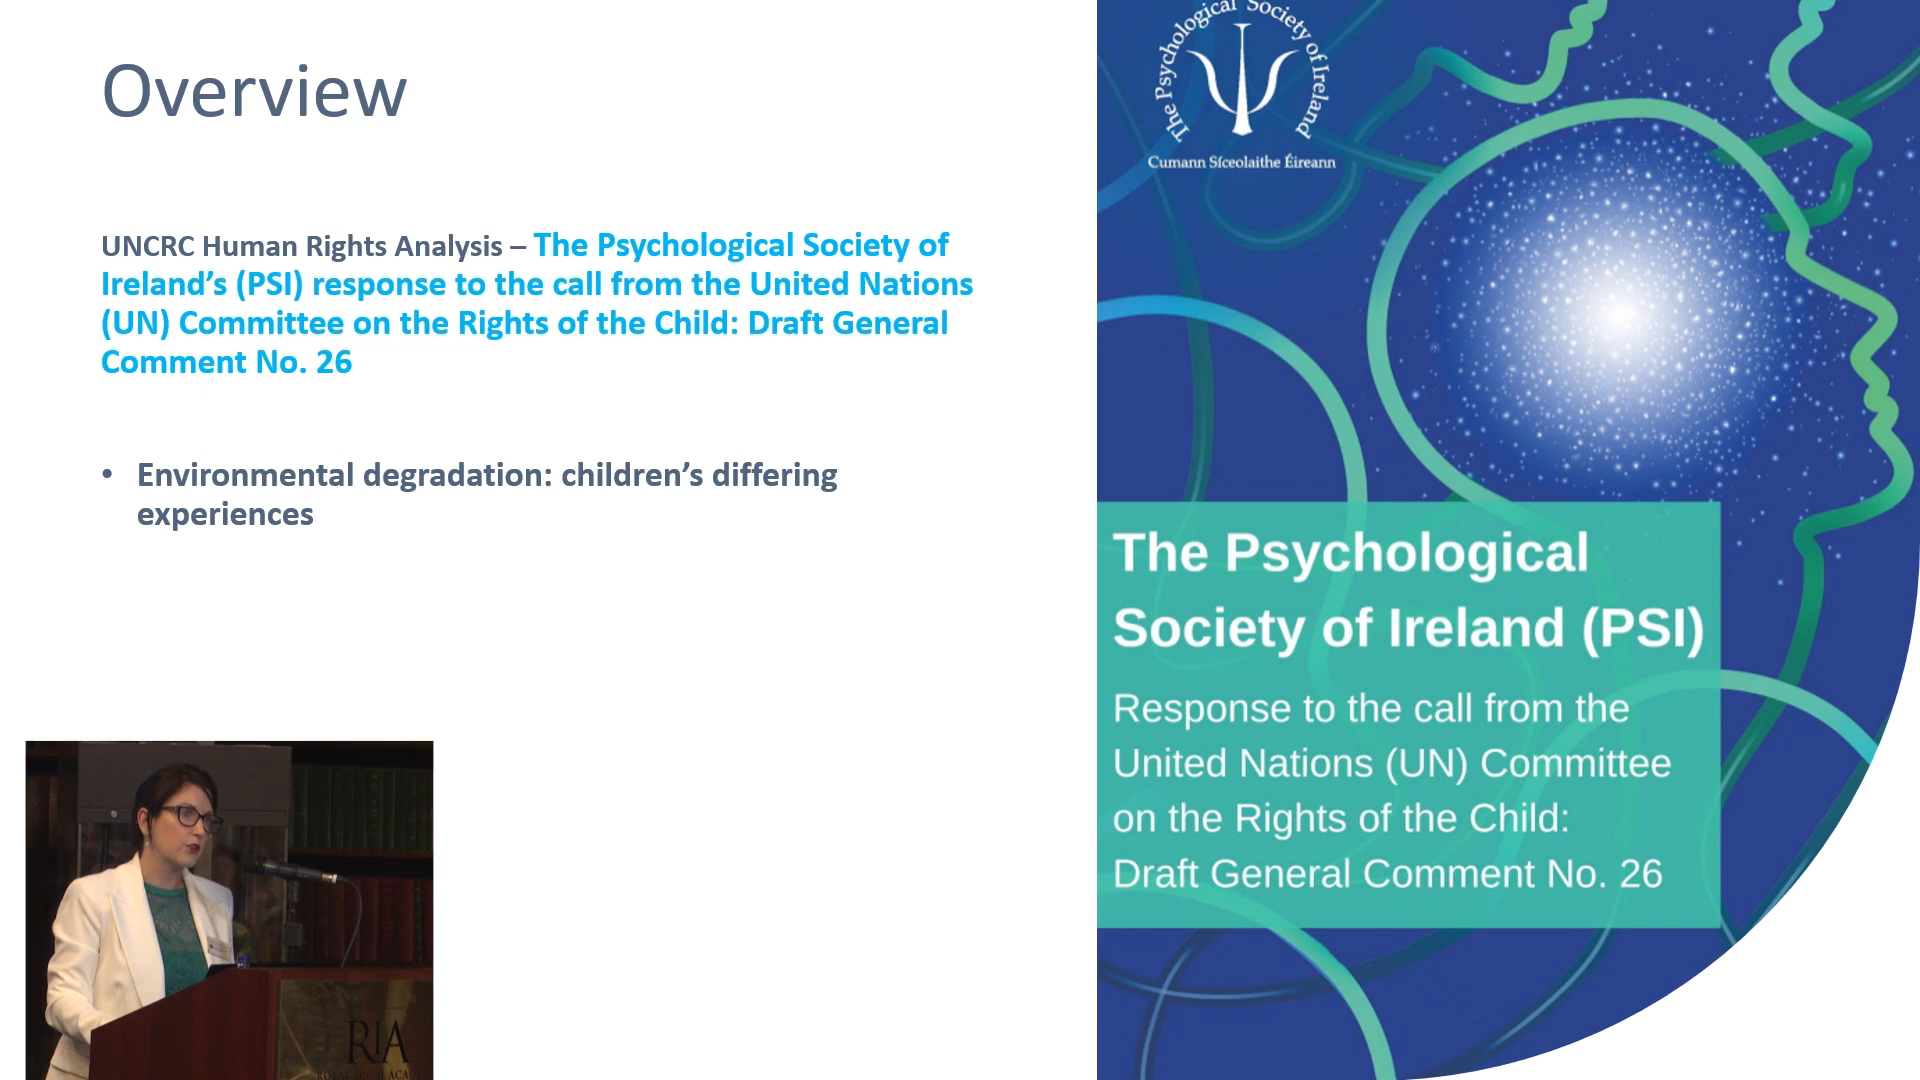 Overview
UNCRC Human Rights Analysis – The Psychological Society of
Ireland’s (PSI) response to the call from the United Nations
(UN) Committee on the Rights of the Child: Draft General
Comment No. 26
• Environmental degradation: children’s differing
experiences
The Psychological Society of Ireland
Cumann Síceolaithe Éireann
The Psychological
Society of Ireland (PSI)
Response to the call from the
United Nations (UN) Committee
on the Rights of the Child:
Draft General Comment No. 26
RIA